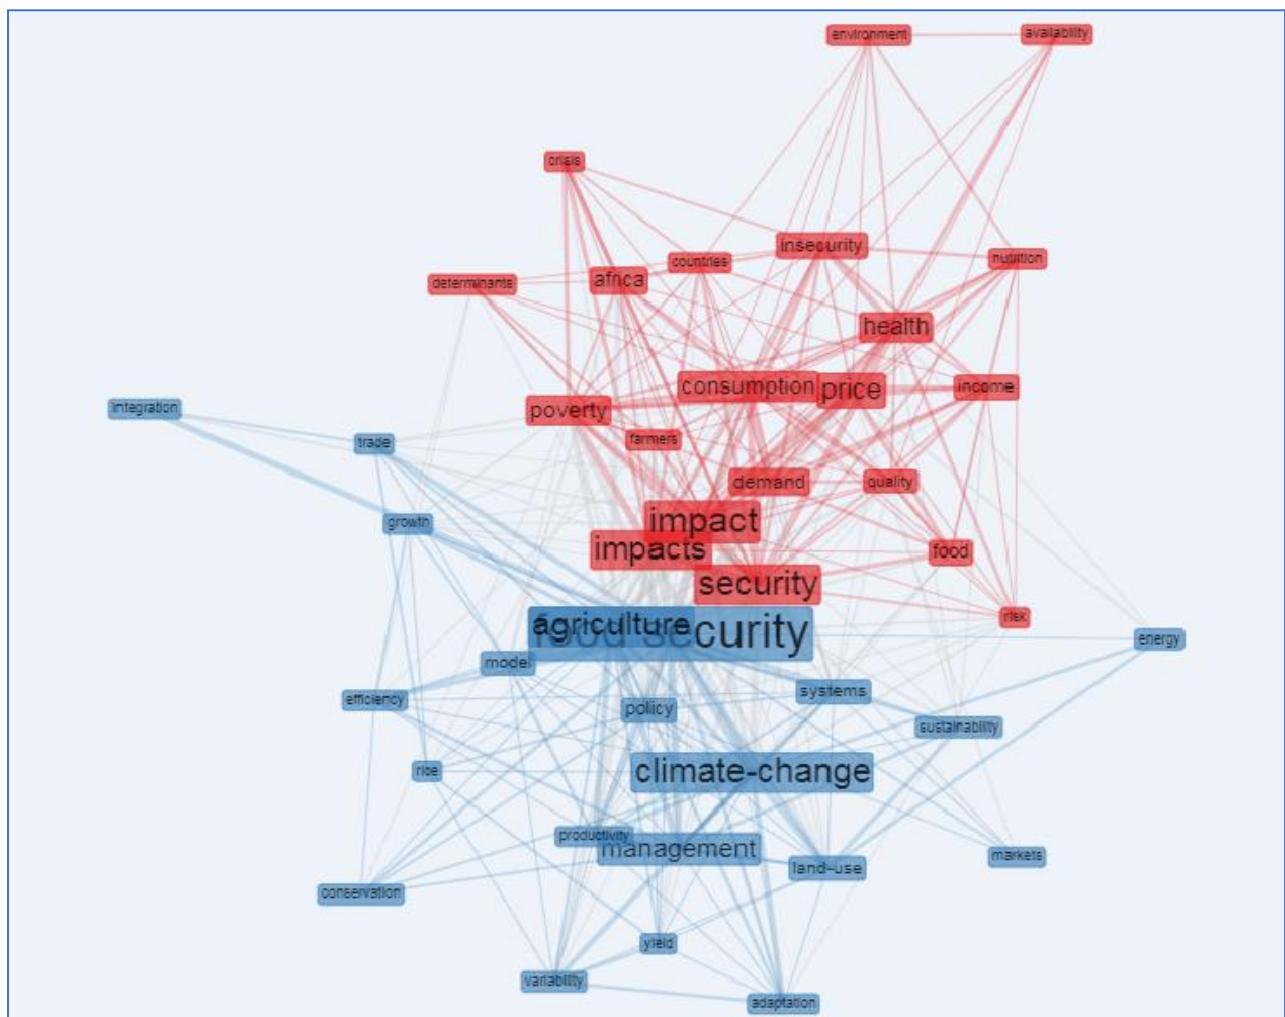 environment
availability
crisis
insecurity
countries
nutrition
africa
determinants
health
consumption
price
income
poverty
integration
farmers
trade
demand
quality
impact
growth
impacts
food
security
risk
agriculture
food security
energy
model
systems
efficiency
policy
sustainability
climate-change
rice
productivity
management
markets
land-use
conservation
yield
variability
adaptation